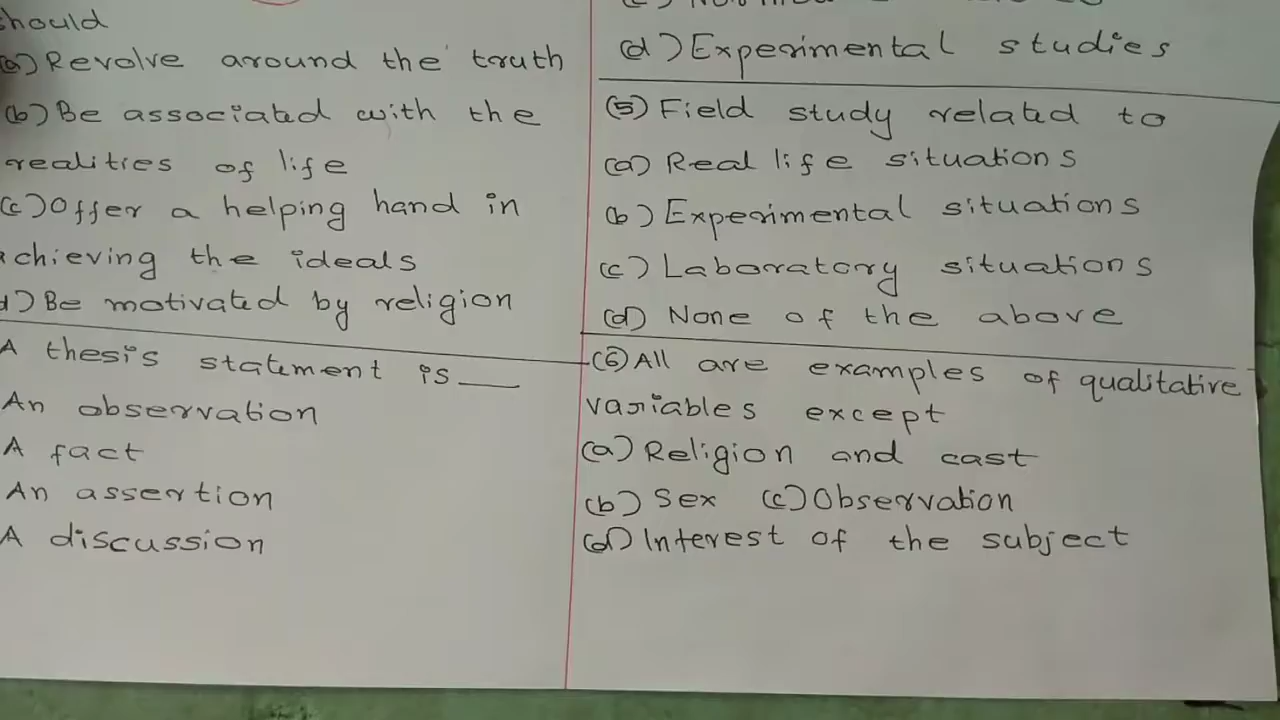 should
(a) Revolve around the truth
(b) Be associated with the
realities of life
(c) Offer a helping hand in
achieving the ideals
d) Be motivated by religion
A thesis statement is ___
An observation
A fact
An assertion
A discussion
(d) Experimental studies
(5) Field study related to
(a) Real life situations
(b) Experimental situations
(c) Laboratory situations
(d) None of the above
(6) All are examples of qualitative
variables except
(a) Religion and cast
(b) Sex (c) Observation
(d) Interest of the subject